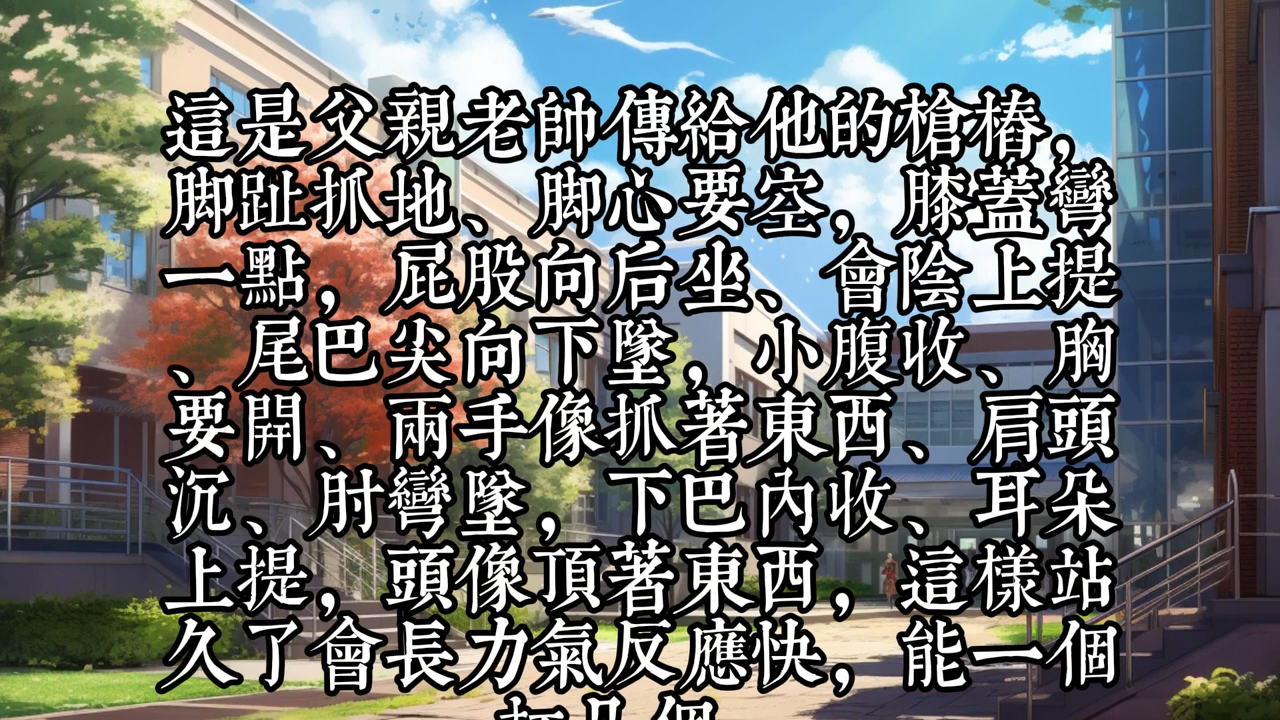 這是父親老帥傳給他的槍樁，
脚趾抓地、脚心要空，膝蓋彎
一點，屁股向后坐、會陰上提
、尾巴尖向下墜，小腹收、胸
要開、兩手像抓著東西、肩頭
沉、肘彎墜，下巴內收、耳朵
上提，頭像頂著東西，這樣站
久了會長力氣反應快，能一個
打几個